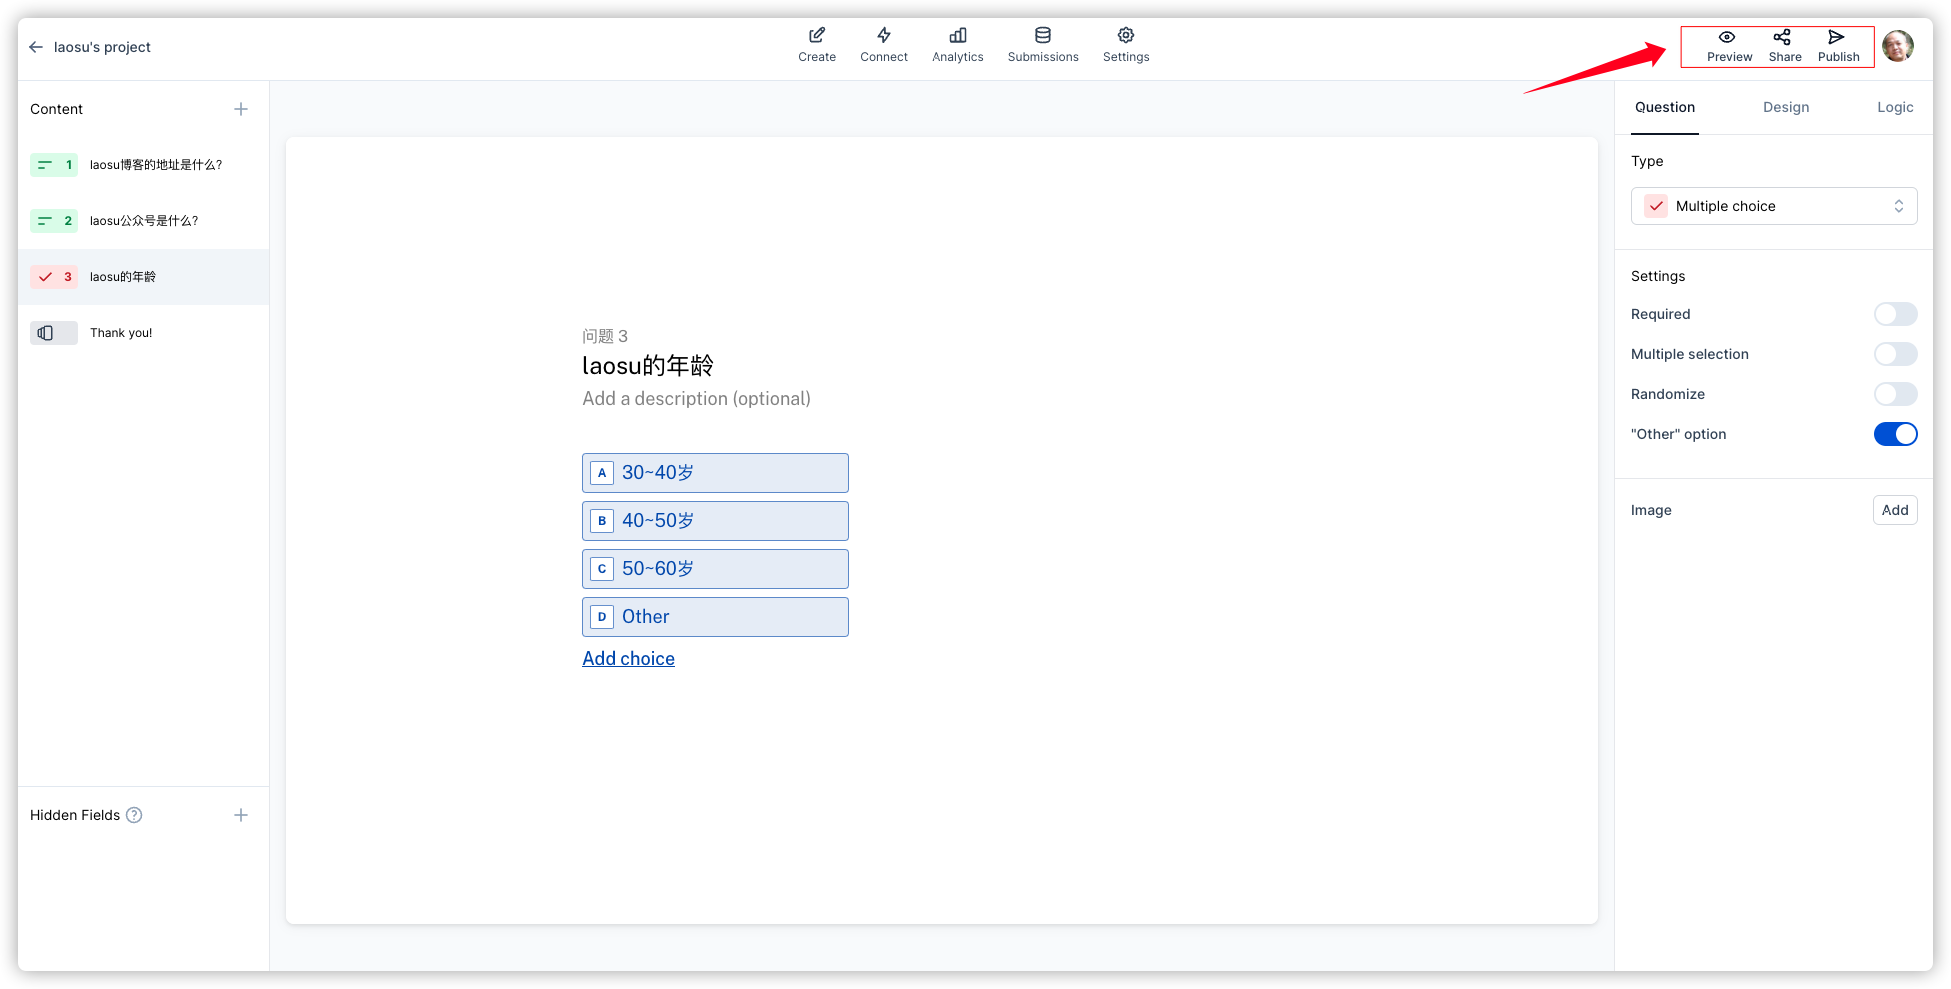 laosu's project
Create
Connect
Analytics
Submissions
Settings
Preview
Share
Publish
Content
1 laosu博客的地址是什么?
2 laosu公众号是什么?
3 laosu的年龄
Thank you!
Hidden Fields ?
问题 3
laosu的年龄
Add a description (optional)
A 30~40岁
B 40~50岁
C 50~60岁
D Other
Add choice
Question
Design
Logic
Type
Multiple choice
Settings
Required
Multiple selection
Randomize
"Other" option
Image
Add